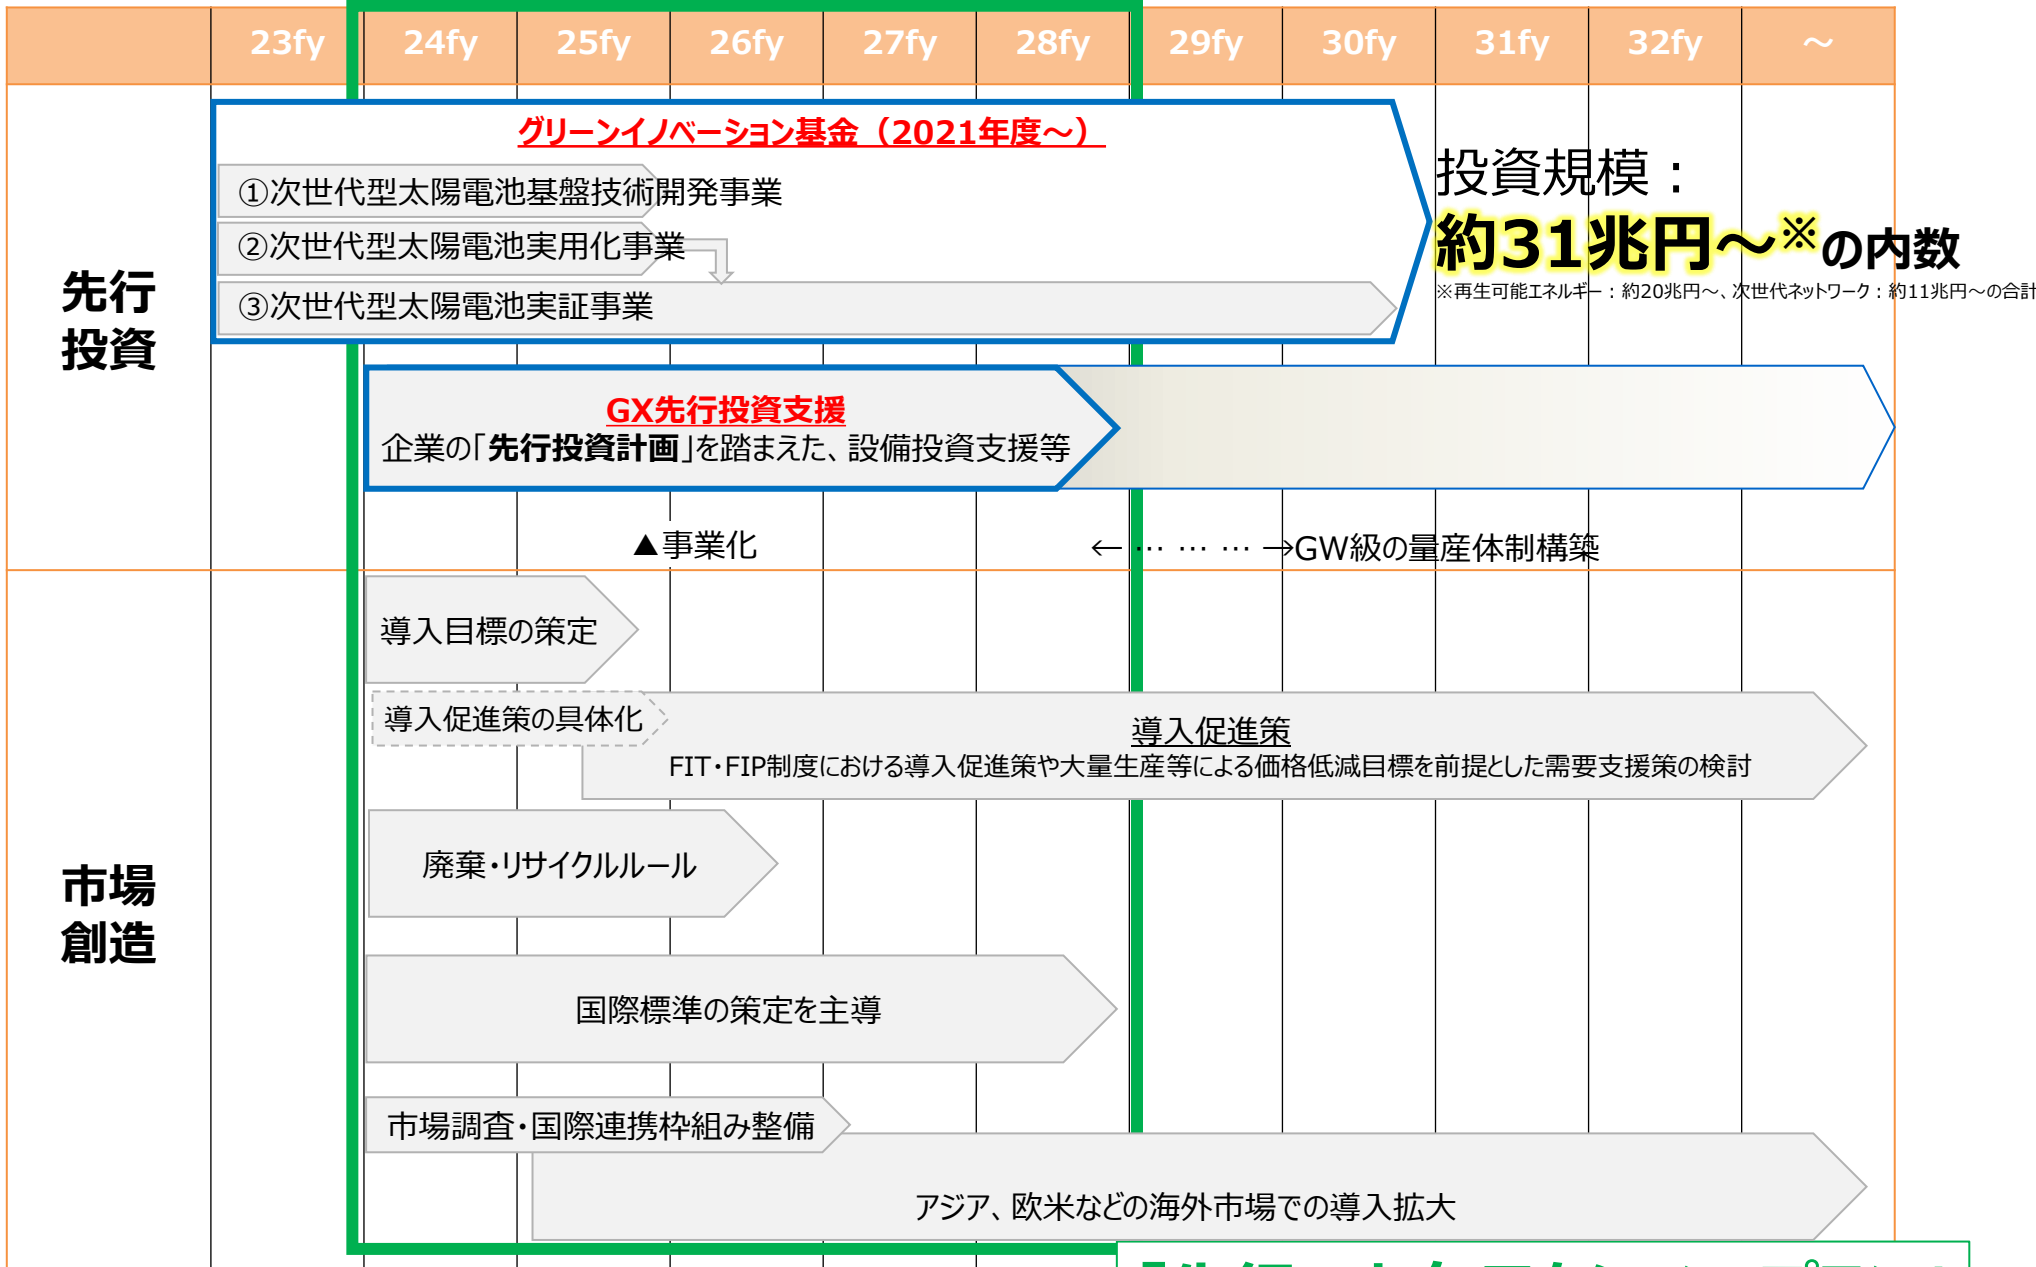 23fy 24fy 25fy 26fy 27fy 28fy 29fy 30fy 31fy 32fy ～
先行
投資
グリーンイノベーション基金（2021年度～）
①次世代型太陽電池基盤技術開発事業
②次世代型太陽電池実用化事業
③次世代型太陽電池実証事業
投資規模：
約31兆円～※の内数
※再生可能エネルギー：約20兆円～、次世代ネットワーク：約11兆円～の合計
GX先行投資支援
企業の「先行投資計画」を踏まえた、設備投資支援等
▲事業化
← … … … →GW級の量産体制構築
市場
創造
導入目標の策定
導入促進策の具体化
導入促進策
FIT・FIP制度における導入促進策や大量生産等による価格低減目標を前提とした需要支援策の検討
廃棄・リサイクルルール
国際標準の策定を主導
市場調査・国際連携枠組み整備
アジア、欧米などの海外市場での導入拡大